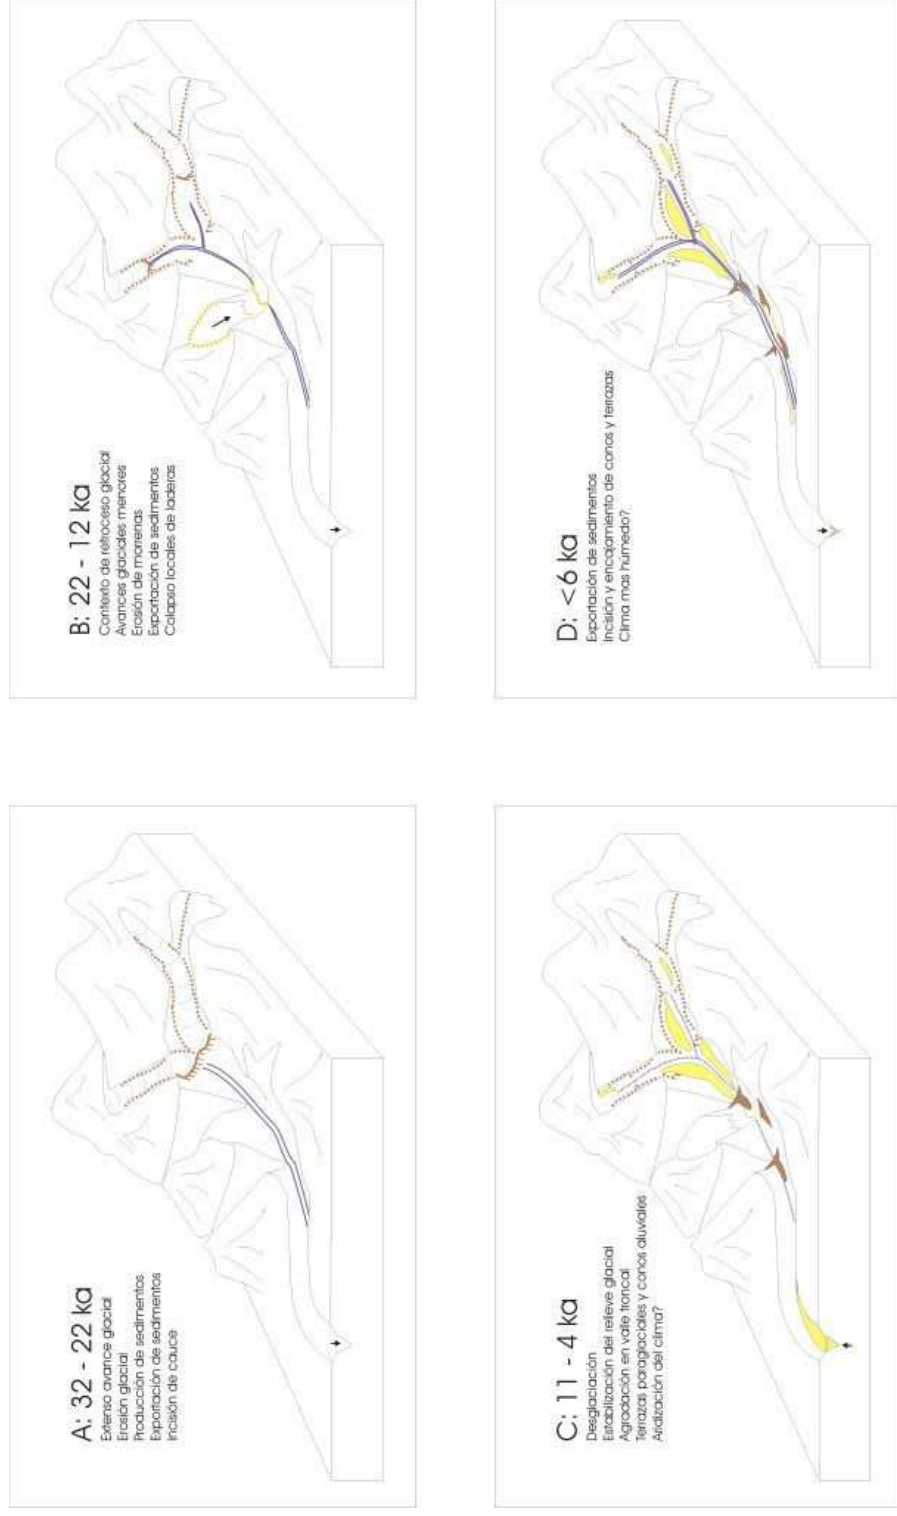 A: 32 - 22 ka
Extenso avance glacial
Erosión glacial
Producción de sedimentos
Exportación de sedimentos
Incisión de cauce
B: 22 - 12 ka
Contexto de retroceso glacial
Avances glaciales menores
Erosión de morrenas
Exportación de sedimentos
Colapso locales de laderas
C: 11 - 4 ka
Desglaciación
Estabilización del relieve glacial
Agradación en valle troncal
Terrazas paraglaciales y conos aluviales
Aridización del clima?
D: <6 ka
Exportación de sedimentos
Incisión y encajamiento de conos y terrazas
Clima mas húmedo?